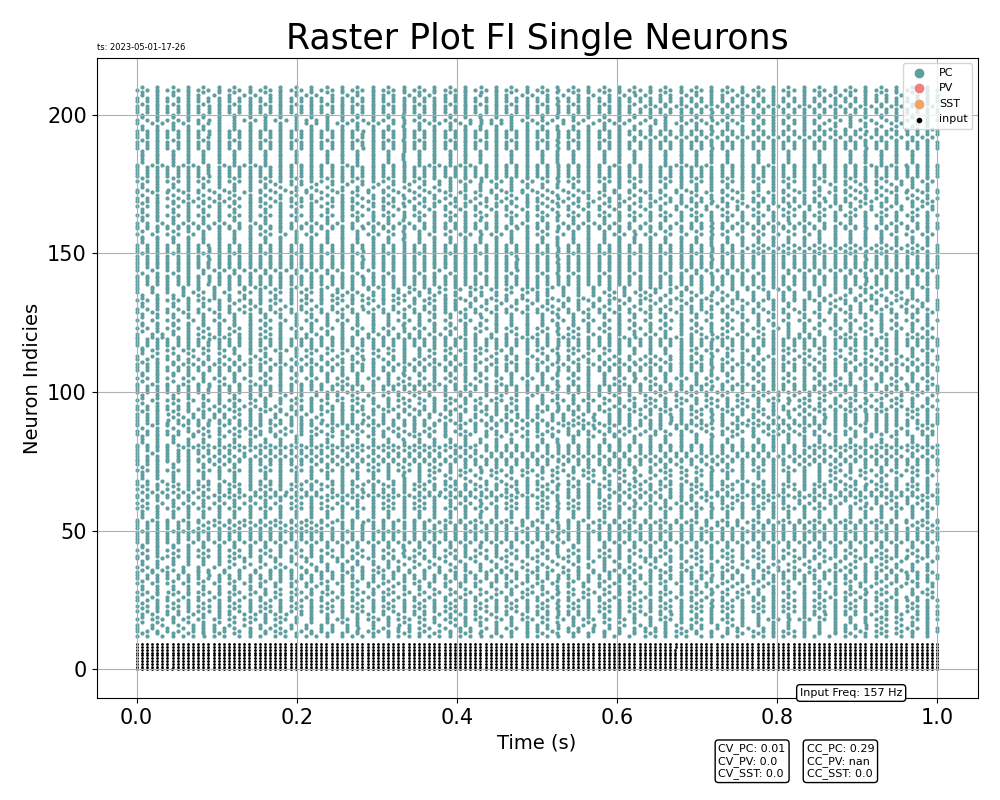 Raster Plot FI Single Neurons
ts: 2023-05-01-17-26
PC
PV
SST
input
200
150
100
50
0
Neuron Indicies
0.0 0.2 0.4 0.6 0.8 1.0
Time (s)
Input Freq: 157 Hz
CV_PC: 0.01
CV_PV: 0.0
CV_SST: 0.0
CC_PC: 0.29
CC_PV: nan
CC_SST: 0.0